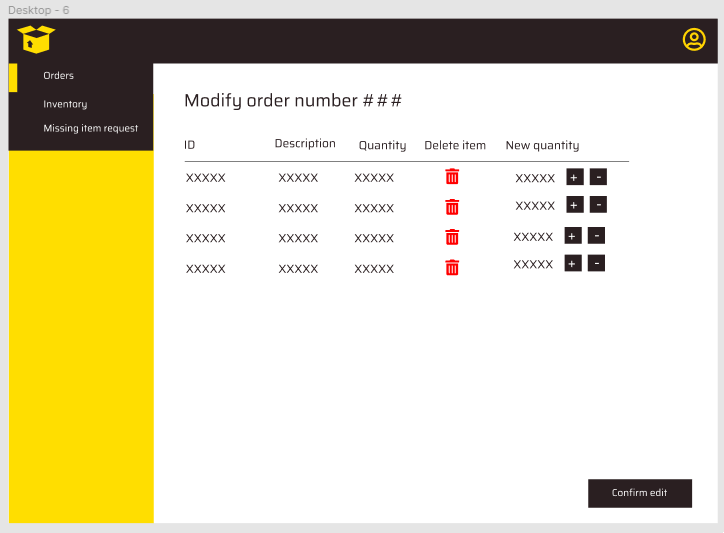 Desktop - 6
Orders
Inventory
Missing item request
Modify order number ###
ID Description Quantity Delete item New quantity
XXXXX XXXXX XXXXX XXXXX + -
XXXXX XXXXX XXXXX XXXXX + -
XXXXX XXXXX XXXXX XXXXX + -
XXXXX XXXXX XXXXX XXXXX + -
Confirm edit